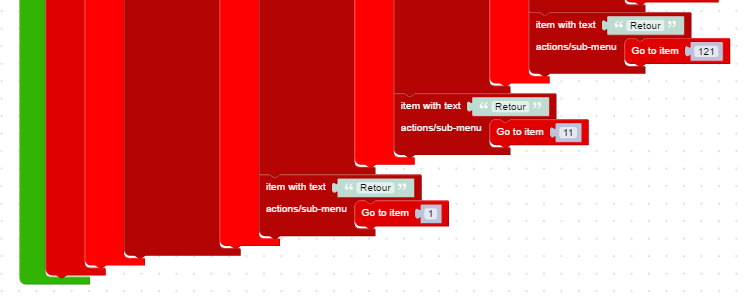 item with text “ Retour ”
actions/sub-menu Go to item 121
item with text “ Retour ”
actions/sub-menu Go to item 11
item with text “ Retour ”
actions/sub-menu Go to item 1